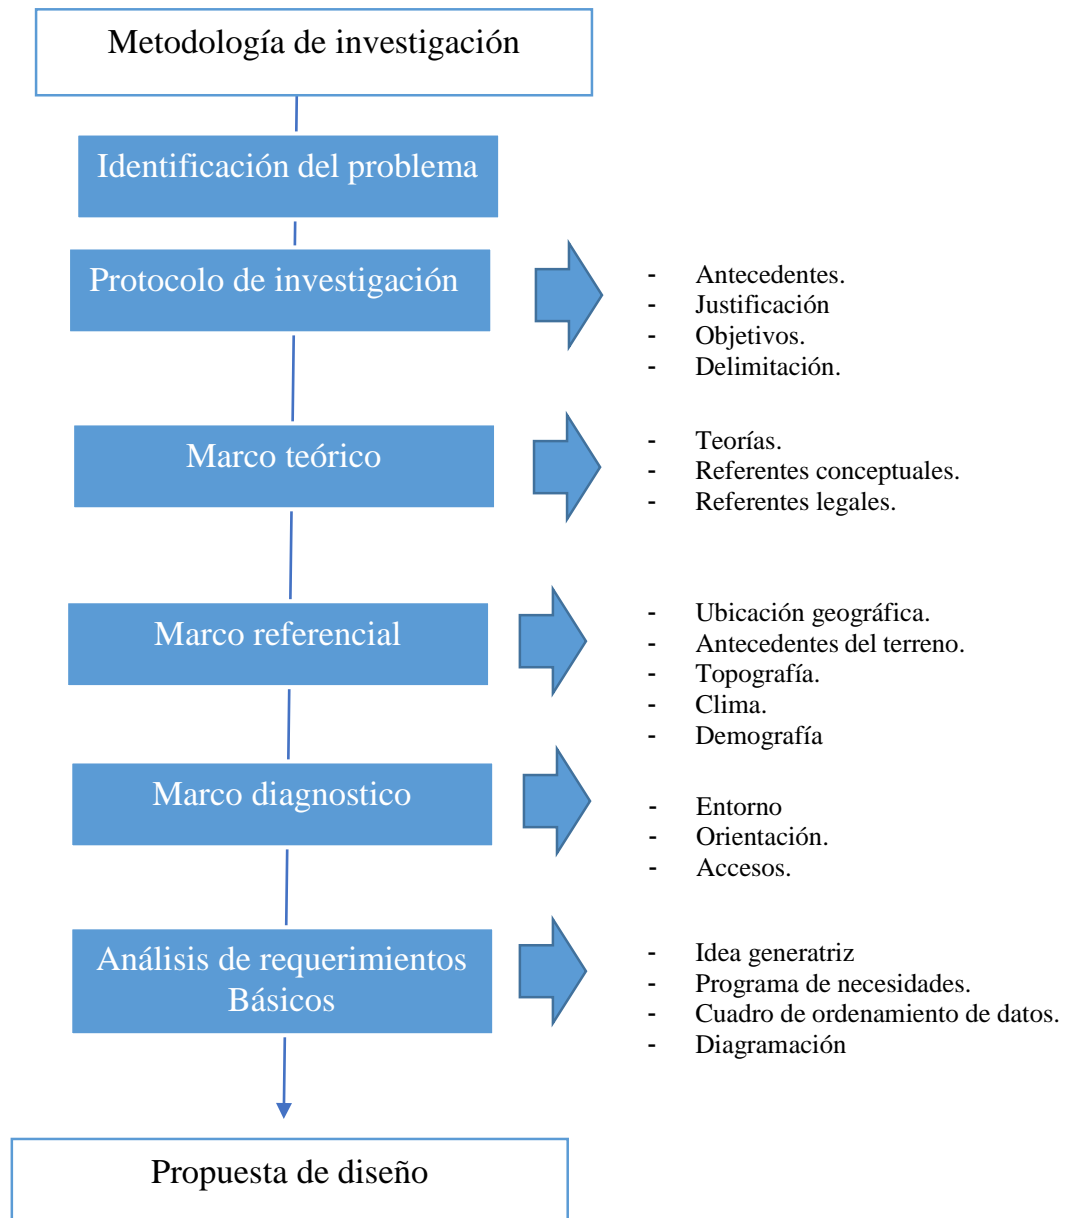 Metodología de investigación
Identificación del problema
Protocolo de investigación
- Antecedentes.
- Justificación
- Objetivos.
- Delimitación.
Marco teórico
- Teorías.
- Referentes conceptuales.
- Referentes legales.
Marco referencial
- Ubicación geográfica.
- Antecedentes del terreno.
- Topografía.
- Clima.
- Demografía
Marco diagnostico
- Entorno
- Orientación.
- Accesos.
Análisis de requerimientos
Básicos
- Idea generatriz
- Programa de necesidades.
- Cuadro de ordenamiento de datos.
- Diagramación
Propuesta de diseño